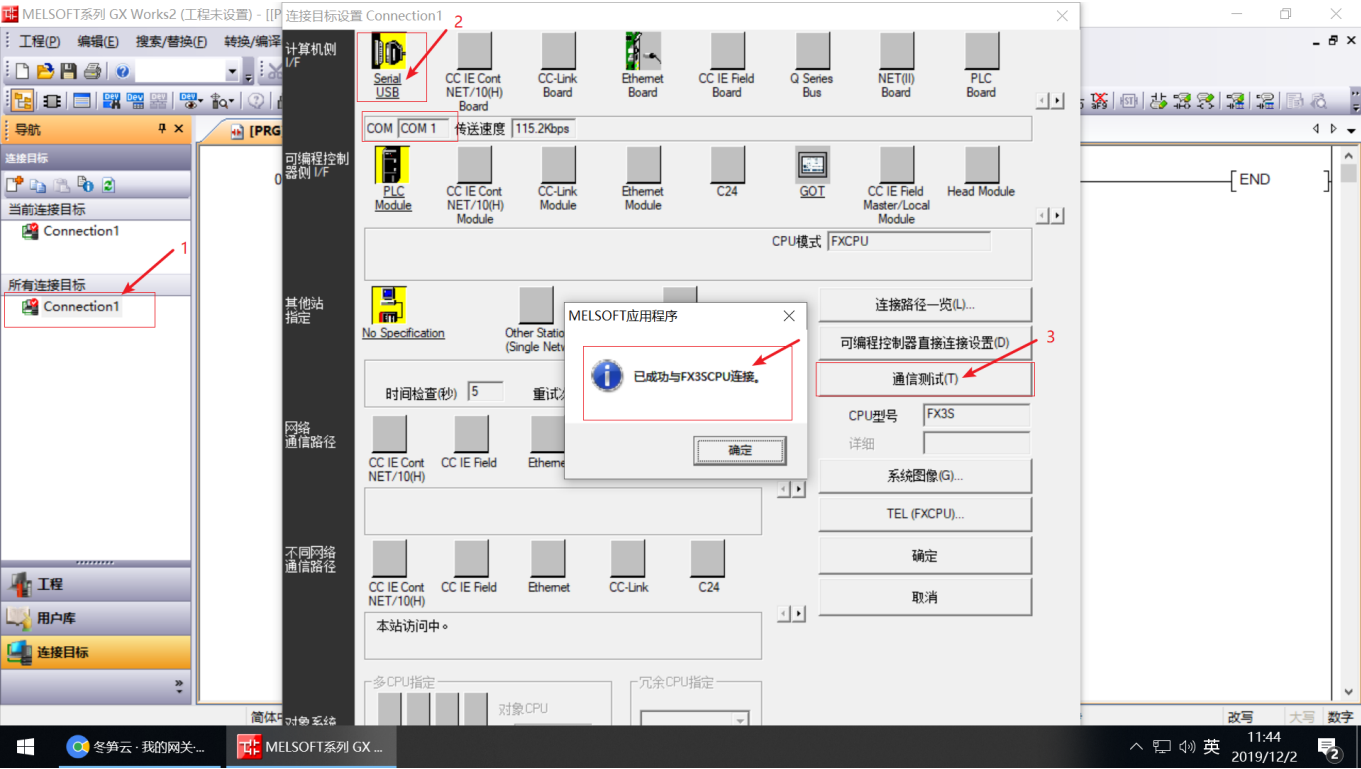 MELSOFT系列 GX Works2 (工程未设置) - [[P
连接目标设置 Connection1
工程(P) 编辑(E) 搜索/替换(F) 转换/编译
导航
[PRG
连接目标
当前连接目标
Connection1
所有连接目标
Connection1
1
工程
用户库
连接目标
简体中
计算机侧
I/F
2
Serial
USB
CC IE Cont
NET/10(H)
Board
CC-Link
Board
Ethernet
Board
CC IE Field
Board
Q Series
Bus
NET(II)
Board
PLC
Board
COM COM 1 传送速度 115.2Kbps
可编程控制
器侧 I/F
PLC
Module
CC IE Cont
NET/10(H)
Module
CC-Link
Module
Ethernet
Module
C24
GOT
CC IE Field
Master/Local
Module
Head Module
CPU模式 FXCPU
0
END
其他站
指定
No Specification
Other Statio
(Single Netw
时间检查(秒) 5 重试
MELSOFT应用程序
已成功与FX3SCPU连接。
确定
连接路径一览(L)...
可编程控制器直接连接设置(D)
3
通信测试(T)
CPU型号 FX3S
详细
系统图像(G)...
TEL (FXCPU)...
确定
取消
网络
通信路径
CC IE Cont
NET/10(H)
CC IE Field
Etherne
不同网络
通信路径
CC IE Cont
NET/10(H)
CC IE Field
Ethernet
CC-Link
C24
本站访问中。
多CPU指定
对象CPU
冗余CPU指定
对象系统
改写 大写 数字
冬笋云 · 我的网关·...
MELSOFT系列 GX ...
英
11:44
2019/12/2
2